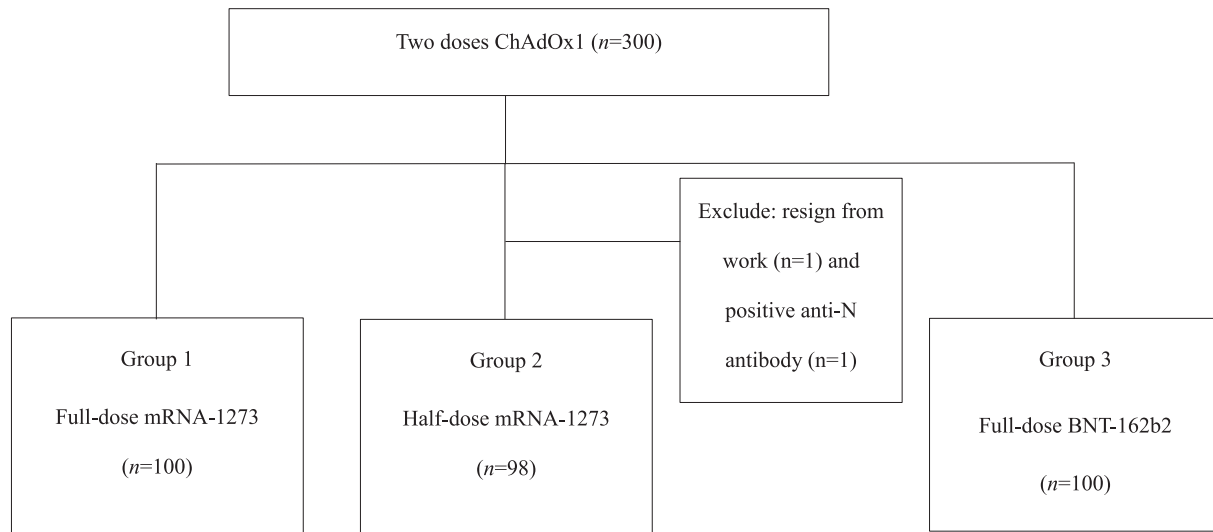 Two doses ChAdOx1 (n=300)
Exclude: resign from
work (n=1) and
positive anti-N
antibody (n=1)
Group 1
Full-dose mRNA-1273
(n=100)
Group 2
Half-dose mRNA-1273
(n=98)
Group 3
Full-dose BNT-162b2
(n=100)